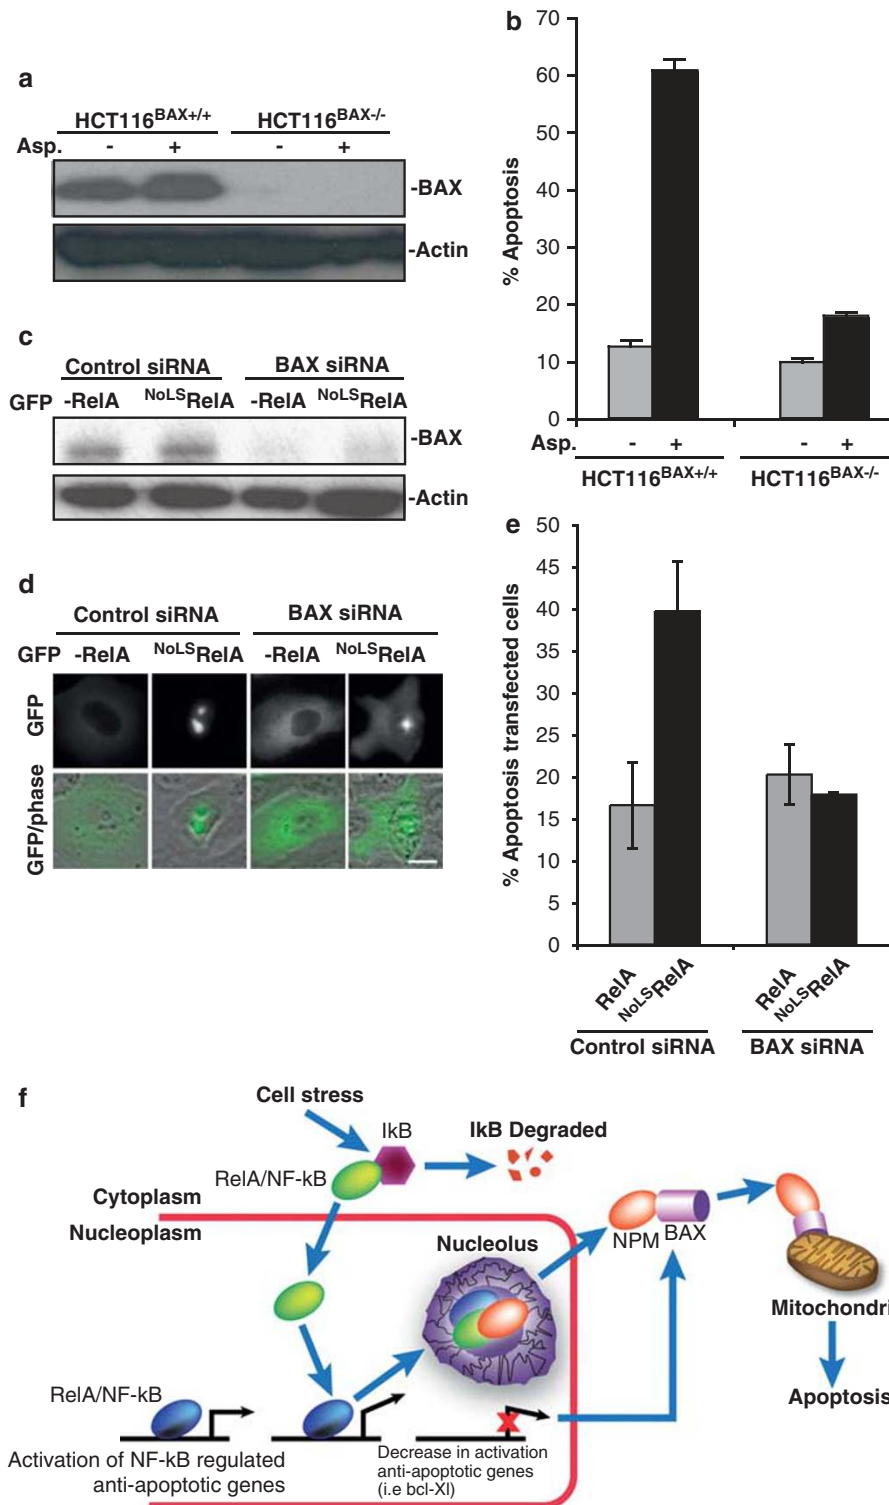 a
HCT116BAX+/+ HCT116BAX-/-
Asp. - + - +
-BAX
-Actin
b
% Apoptosis
70
60
50
40
30
20
10
0
Asp. - + - +
HCT116BAX+/+ HCT116BAX-/-
c
Control siRNA BAX siRNA
GFP -RelA NoLSRelA -RelA NoLSRelA
-BAX
-Actin
d
Control siRNA BAX siRNA
GFP -RelA NoLSRelA -RelA NoLSRelA
GFP
GFP/phase
e
% Apoptosis transfected cells
50
45
40
35
30
25
20
15
10
5
0
RelA NoLSRelA RelA NoLSRelA
Control siRNA BAX siRNA
f
Cell stress
IkB
IkB Degraded
RelA/NF-kB
Cytoplasm
Nucleoplasm
Nucleolus
NPM BAX
Mitochondri
Apoptosis
RelA/NF-kB
Activation of NF-kB regulated
anti-apoptotic genes
Decrease in activation
anti-apoptotic genes
(i.e bcl-Xl)